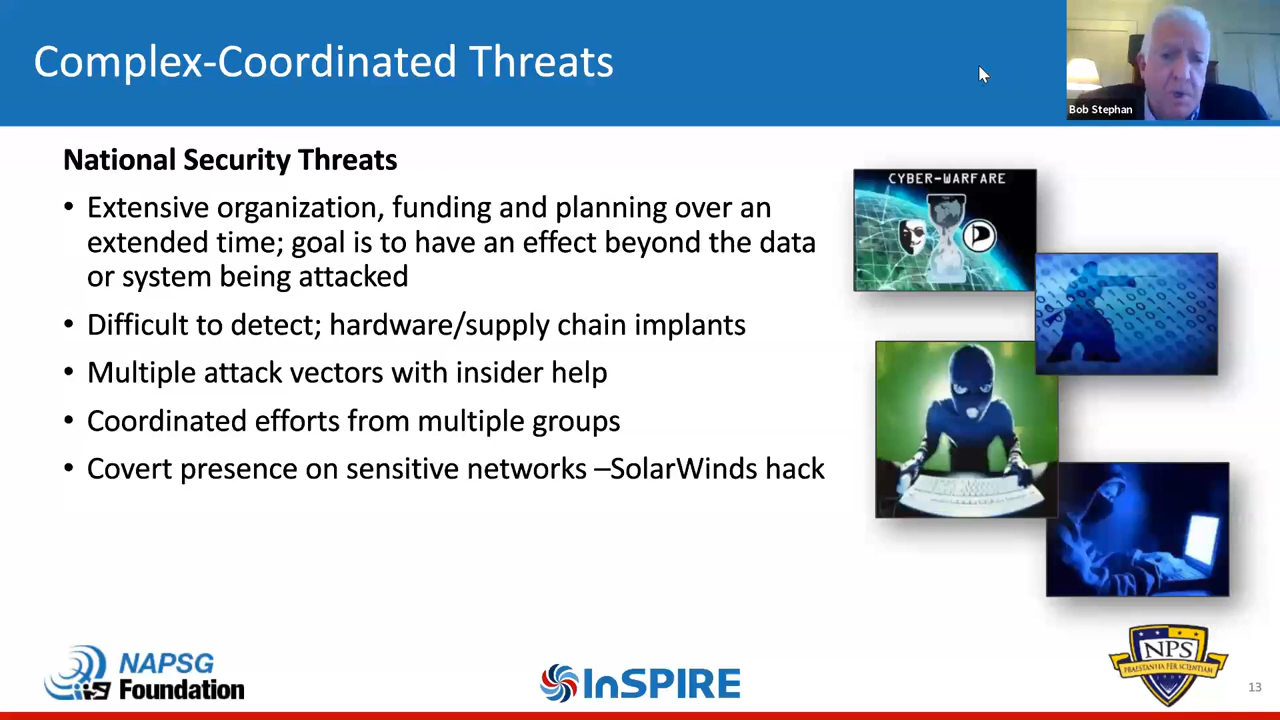 Complex-Coordinated Threats
Bob Stephan
National Security Threats
• Extensive organization, funding and planning over an
extended time; goal is to have an effect beyond the data
or system being attacked
• Difficult to detect; hardware/supply chain implants
• Multiple attack vectors with insider help
• Coordinated efforts from multiple groups
• Covert presence on sensitive networks –SolarWinds hack
CYBER-WARFARE
NAPSG
Foundation
InSPIRE
NPS
PRAESTANTIA PER SCIENTIAM
13